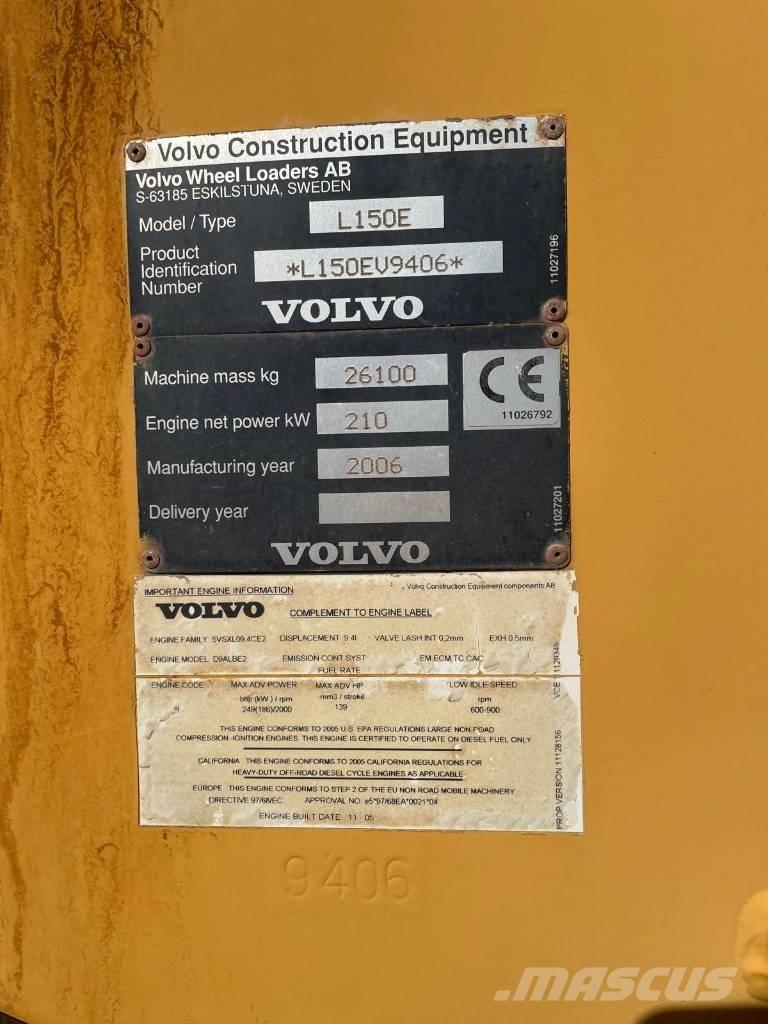 Volvo Construction Equipment
Volvo Wheel Loaders AB
S-63185 ESKILSTUNA, SWEDEN
Model / Type L150E
Product
Identification
Number *L150EV9406*
11027196
VOLVO
Machine mass kg 26100
CE
11026792
Engine net power kW 210
Manufacturing year 2006
Delivery year
11027201
VOLVO
IMPORTANT ENGINE INFORMATION Volvo Construction Equipment components AB
VOLVO COMPLEMENT TO ENGINE LABEL
ENGINE FAMILY 5VSXL09.4CE2 DISPLACEMENT 9.4l VALVE LASH INT 0,2mm EXH 0.5mm
ENGINE MODEL D9ALBE2 EMISSION CONT SYST EM ECM TC CAC
FUEL RATE
ENGINE CODE MAX ADV POWER MAX ADV HP LOW IDLE SPEED
bhp (kW) / rpm mm3 / stroke rpm
249(186)/2000 139 600-900
THIS ENGINE CONFORMS TO 2005 U.S. EPA REGULATIONS LARGE NON ROAD
COMPRESSION -IGNITION ENGINES. THIS ENGINE IS CERTIFIED TO OPERATE ON DIESEL FUEL ONLY
CALIFORNIA THIS ENGINE CONFORMS TO 2005 CALIFORNIA REGULATIONS FOR
HEAVY-DUTY OFF-ROAD DIESEL CYCLE ENGINES AS APPLICABLE
EUROPE THIS ENGINE CONFORMS TO STEP 2 OF THE EU NON ROAD MOBILE MACHINERY
DIRECTIVE 97/68/EC APPROVAL NO. e5*97/68EA*0021*04
ENGINE BUILT DATE 11 - 05
VCE 11129349
PROP VERSION 11128156
9406
MASCUS